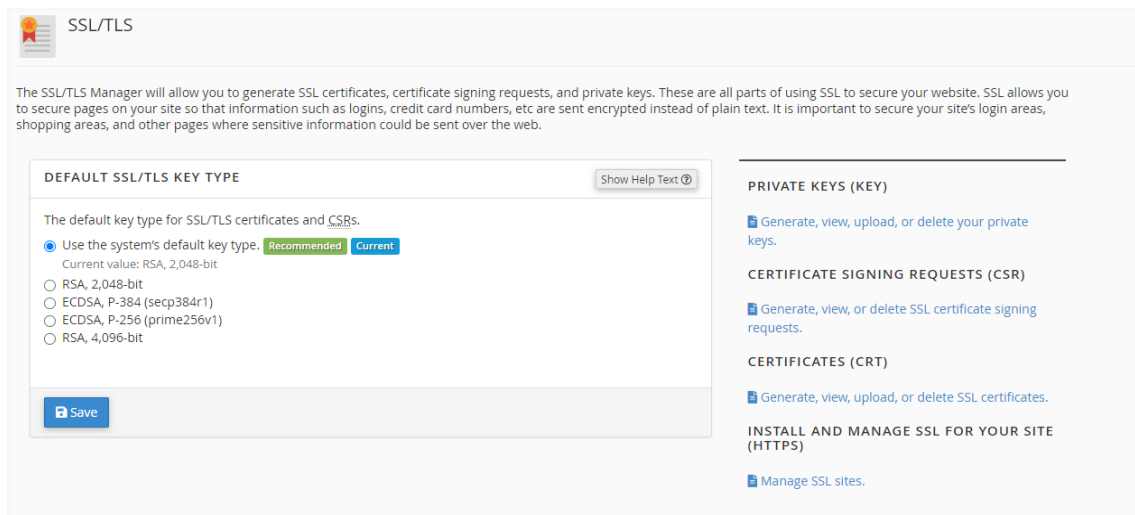 SSL/TLS
The SSL/TLS Manager will allow you to generate SSL certificates, certificate signing requests, and private keys. These are all parts of using SSL to secure your website. SSL allows you
to secure pages on your site so that information such as logins, credit card numbers, etc are sent encrypted instead of plain text. It is important to secure your site's login areas,
shopping areas, and other pages where sensitive information could be sent over the web.
DEFAULT SSL/TLS KEY TYPE
Show Help Text
The default key type for SSL/TLS certificates and CSRs.
Use the system's default key type. Recommended Current
Current value: RSA, 2,048-bit
RSA, 2,048-bit
ECDSA, P-384 (secp384r1)
ECDSA, P-256 (prime256v1)
RSA, 4,096-bit
Save
PRIVATE KEYS (KEY)
Generate, view, upload, or delete your private
keys.
CERTIFICATE SIGNING REQUESTS (CSR)
Generate, view, or delete SSL certificate signing
requests.
CERTIFICATES (CRT)
Generate, view, upload, or delete SSL certificates.
INSTALL AND MANAGE SSL FOR YOUR SITE
(HTTPS)
Manage SSL sites.